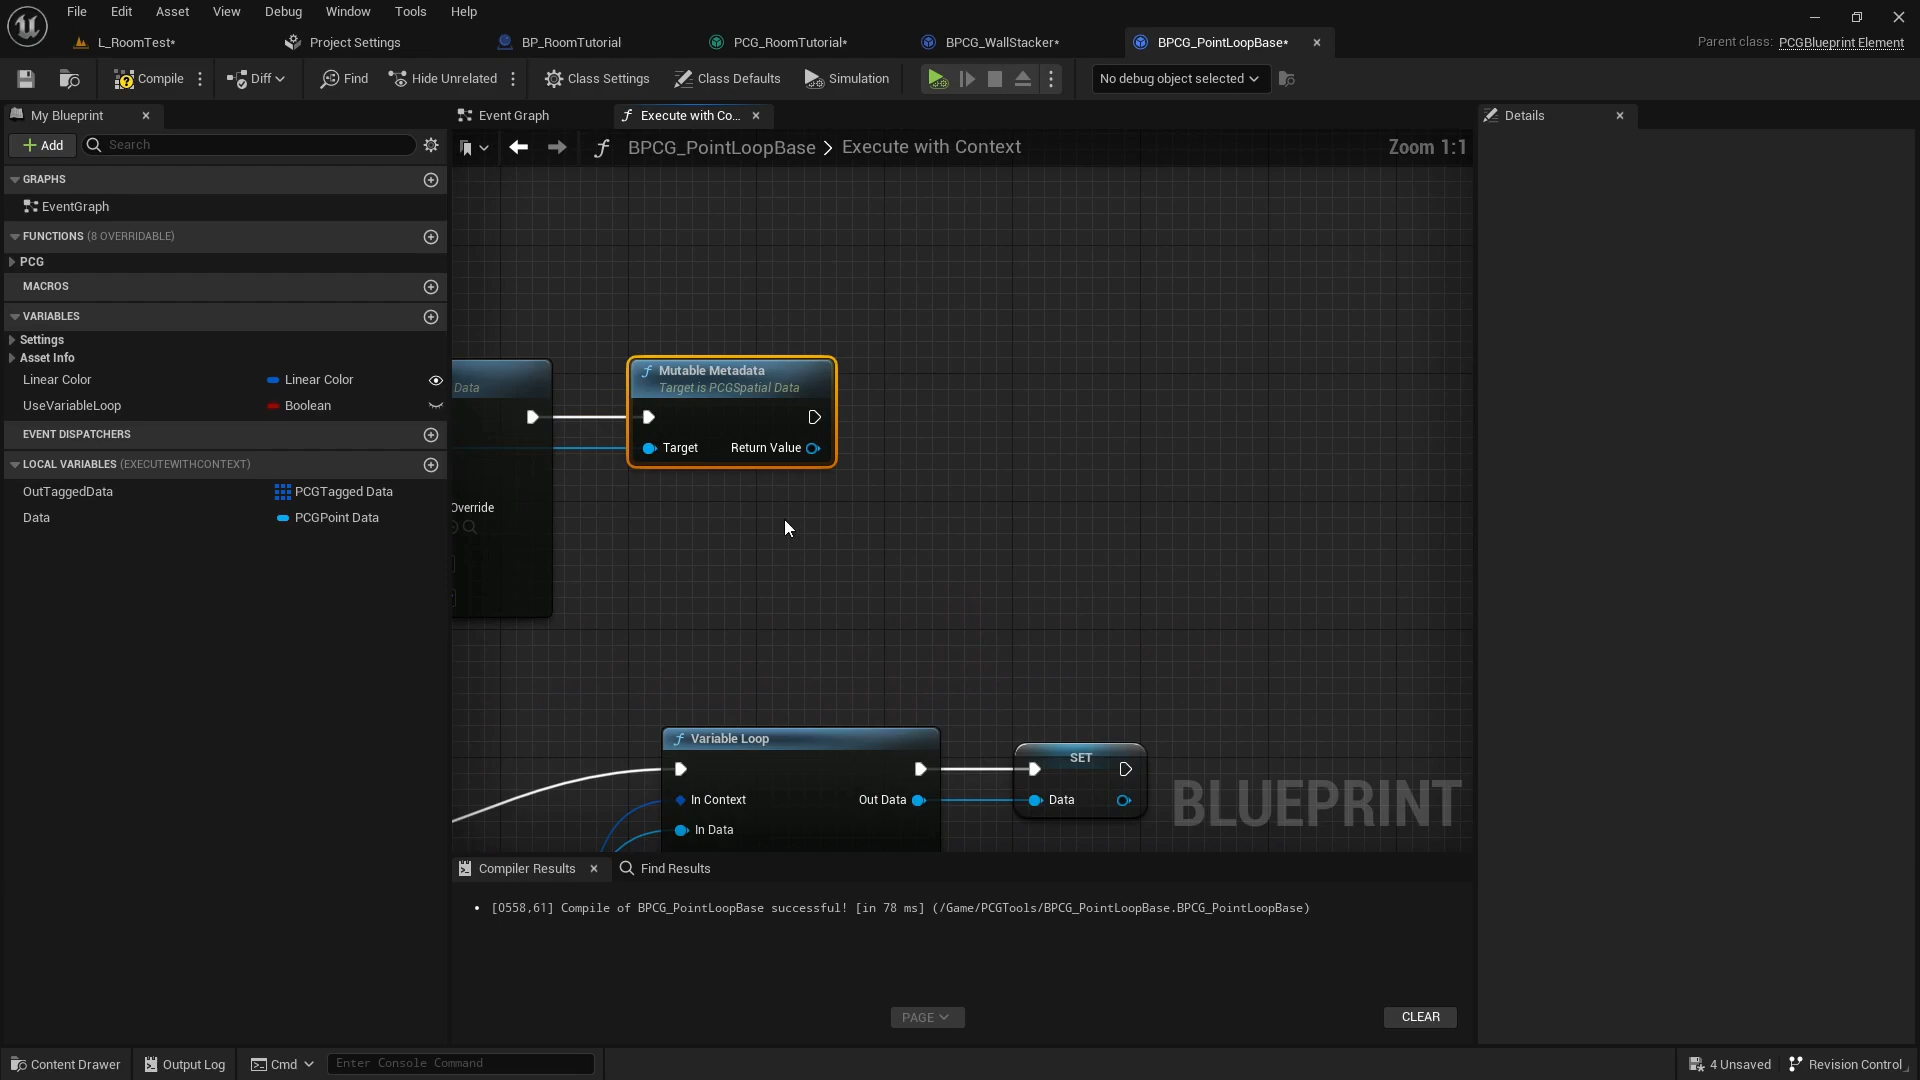 File Edit Asset View Debug Window Tools Help
L_RoomTest* Project Settings BP_RoomTutorial PCG_RoomTutorial* BPCG_WallStacker* BPCG_PointLoopBase* Parent class: PCGBlueprint Element
Compile Diff Find Hide Unrelated Class Settings Class Defaults Simulation No debug object selected
My Blueprint Event Graph Execute with Co... Details
Add Search BPCG_PointLoopBase > Execute with Context Zoom 1:1
GRAPHS
EventGraph
FUNCTIONS (8 OVERRIDABLE)
PCG
MACROS
VARIABLES
Settings
Asset Info
Linear Color Linear Color
UseVariableLoop Boolean
EVENT DISPATCHERS
LOCAL VARIABLES (EXECUTEWITHCONTEXT)
OutTaggedData PCGTagged Data
Data PCGPoint Data
Data
Override
Mutable Metadata
Target is PCGSpatial Data
Target Return Value
Variable Loop
In Context Out Data
In Data
SET
Data
BLUEPRINT
Compiler Results Find Results
• [0558,61] Compile of BPCG_PointLoopBase successful! [in 78 ms] (/Game/PCGTools/BPCG_PointLoopBase.BPCG_PointLoopBase)
PAGE CLEAR
Content Drawer Output Log Cmd Enter Console Command 4 Unsaved Revision Control